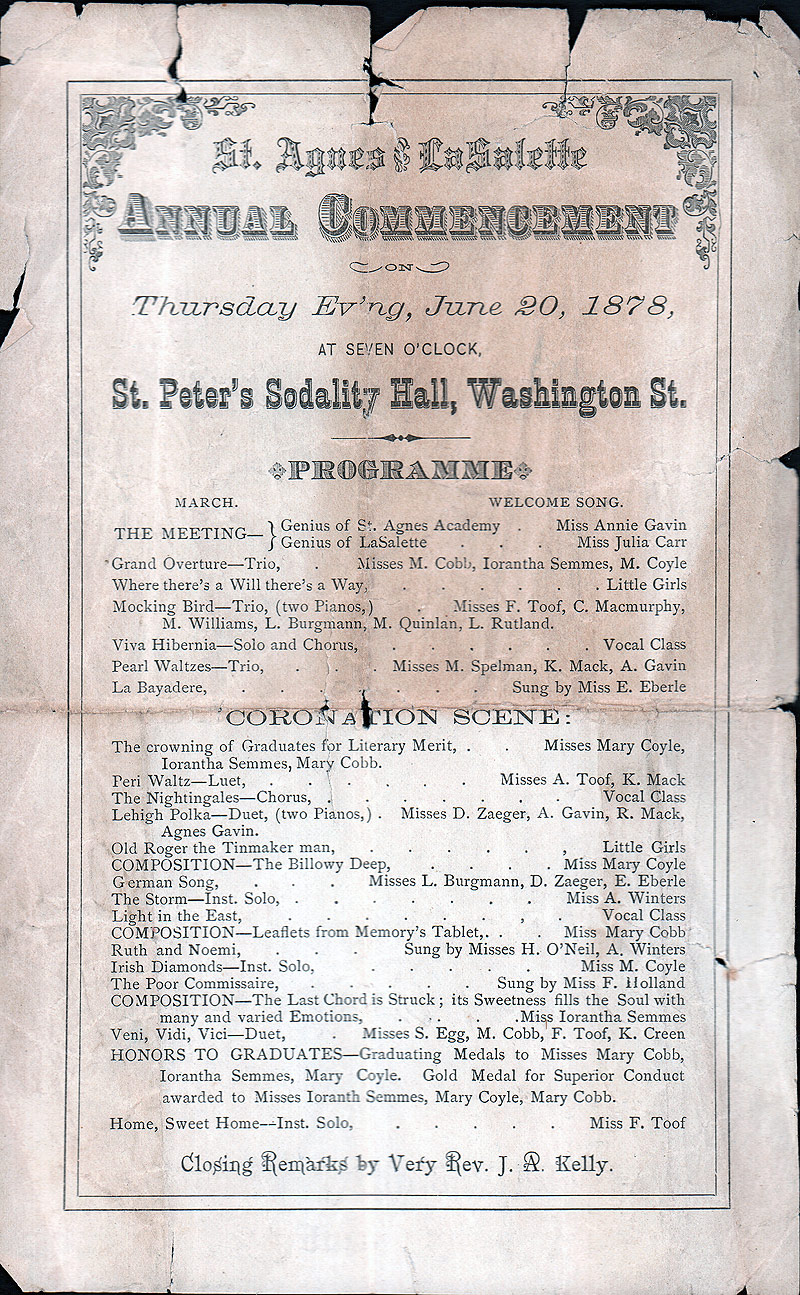 St. Agnes & LaSalette
ANNUAL COMMENCEMENT
ON
Thursday Ev'ng, June 20, 1878,
AT SEVEN O'CLOCK,
St. Peter's Sodality Hall, Washington St.
PROGRAMME
MARCH. WELCOME SONG.
THE MEETING—} Genius of St. Agnes Academy . Miss Annie Gavin
Genius of LaSalette . . . Miss Julia Carr
Grand Overture—Trio, . Misses M. Cobb, Iorantha Semmes, M. Coyle
Where there's a Will there's a Way, . . . . . . Little Girls
Mocking Bird—Trio, (two Pianos,) . Misses F. Toof, C. Macmurphy,
M. Williams, L. Burgmann, M. Quinlan, L. Rutland.
Viva Hibernia—Solo and Chorus, . . . . . . Vocal Class
Pearl Waltzes—Trio, . . . Misses M. Spelman, K. Mack, A. Gavin
La Bayadere, . . . . . . . Sung by Miss E. Eberle
CORONATION SCENE:
The crowning of Graduates for Literary Merit, . . Misses Mary Coyle,
Iorantha Semmes, Mary Cobb.
Peri Waltz—Luet, . . . . . . Misses A. Toof, K. Mack
The Nightingales—Chorus, . . . . . . . Vocal Class
Lehigh Polka—Duet, (two Pianos,) . Misses D. Zaeger, A. Gavin, R. Mack,
Agnes Gavin.
Old Roger the Tinmaker man, . . . . . , Little Girls
COMPOSITION—The Billowy Deep, . . . . Miss Mary Coyle
German Song, . . . Misses L. Burgmann, D. Zaeger, E. Eberle
The Storm—Inst. Solo, . . . . . . . Miss A. Winters
Light in the East, . . . . . , . Vocal Class
COMPOSITION—Leaflets from Memory's Tablet,. . . Miss Mary Cobb
Ruth and Noemi, . . . Sung by Misses H. O'Neil, A. Winters
Irish Diamonds—Inst. Solo, . . . . . Miss M. Coyle
The Poor Commissaire, . . . . . Sung by Miss F. Holland
COMPOSITION—The Last Chord is Struck; its Sweetness fills the Soul with
many and varied Emotions, . . . .Miss Iorantha Semmes
Veni, Vidi, Vici—Duet, . Misses S. Egg, M. Cobb, F. Toof, K. Creen
HONORS TO GRADUATES—Graduating Medals to Misses Mary Cobb,
Iorantha Semmes, Mary Coyle. Gold Medal for Superior Conduct
awarded to Misses Ioranth Semmes, Mary Coyle, Mary Cobb.
Home, Sweet Home—Inst. Solo, . . . . . Miss F. Toof
Closing Remarks by Very Rev. J. A. Kelly.